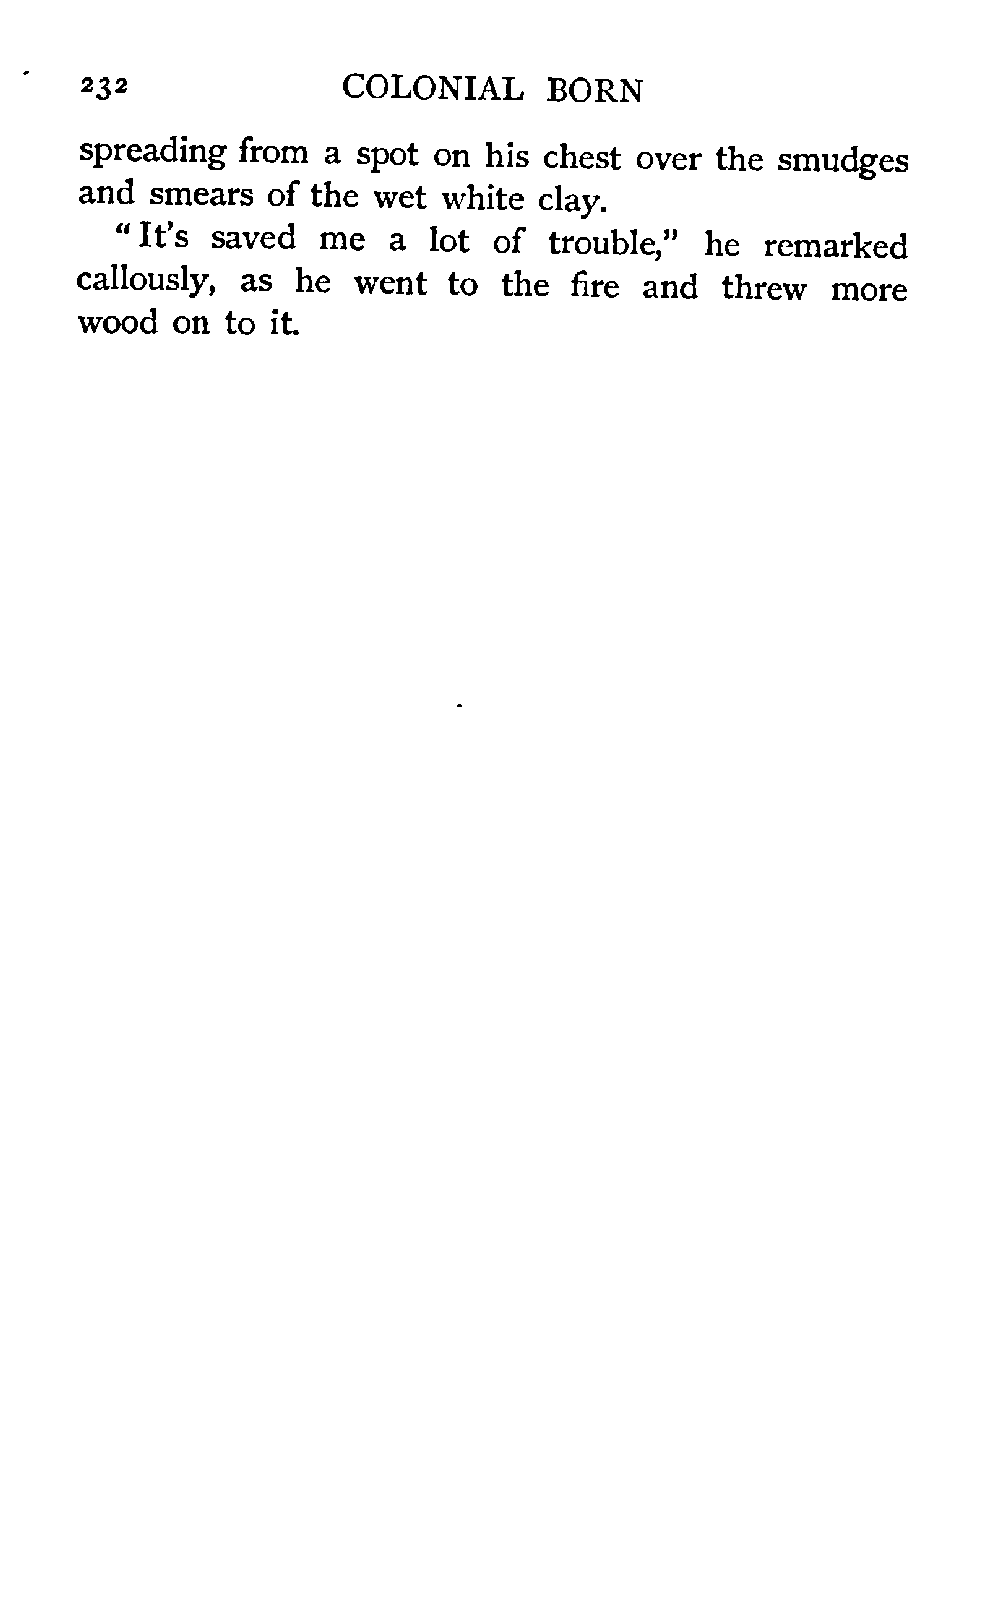 232 COLONIAL BORN
spreading from a spot on his chest over the smudges
and smears of the wet white clay.
"It's saved me a lot of trouble," he remarked
callously, as he went to the fire and threw more
wood on to it.